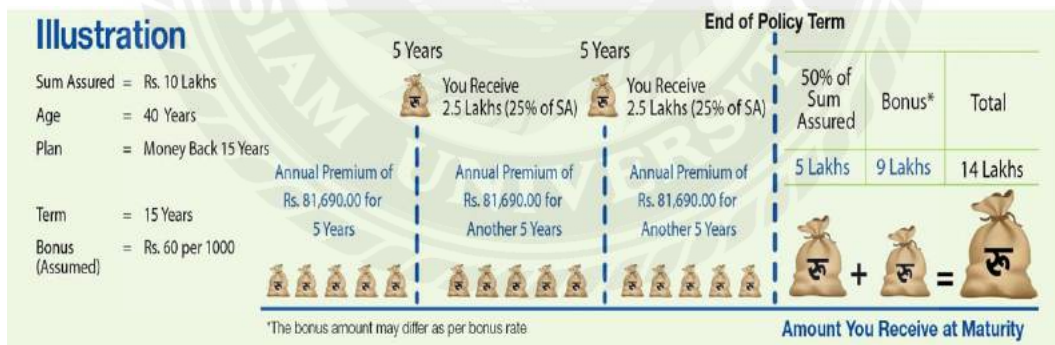 Illustration
Sum Assured = Rs. 10 Lakhs
Age = 40 Years
Plan = Money Back 15 Years
Term = 15 Years
Bonus = Rs. 60 per 1000
(Assumed)
5 Years
You Receive
2.5 Lakhs (25% of SA)
5 Years
You Receive
2.5 Lakhs (25% of SA)
रू
रू
Annual Premium of
Rs. 81,690.00 for
5 Years
Annual Premium of
Rs. 81,690.00 for
Another 5 Years
Annual Premium of
Rs. 81,690.00 for
Another 5 Years
End of Policy Term
50% of
Sum
Assured
Bonus*
Total
5 Lakhs
9 Lakhs
14 Lakhs
रू + रू = रू
*The bonus amount may differ as per bonus rate
Amount You Receive at Maturity
SIAM UNIVERSITY